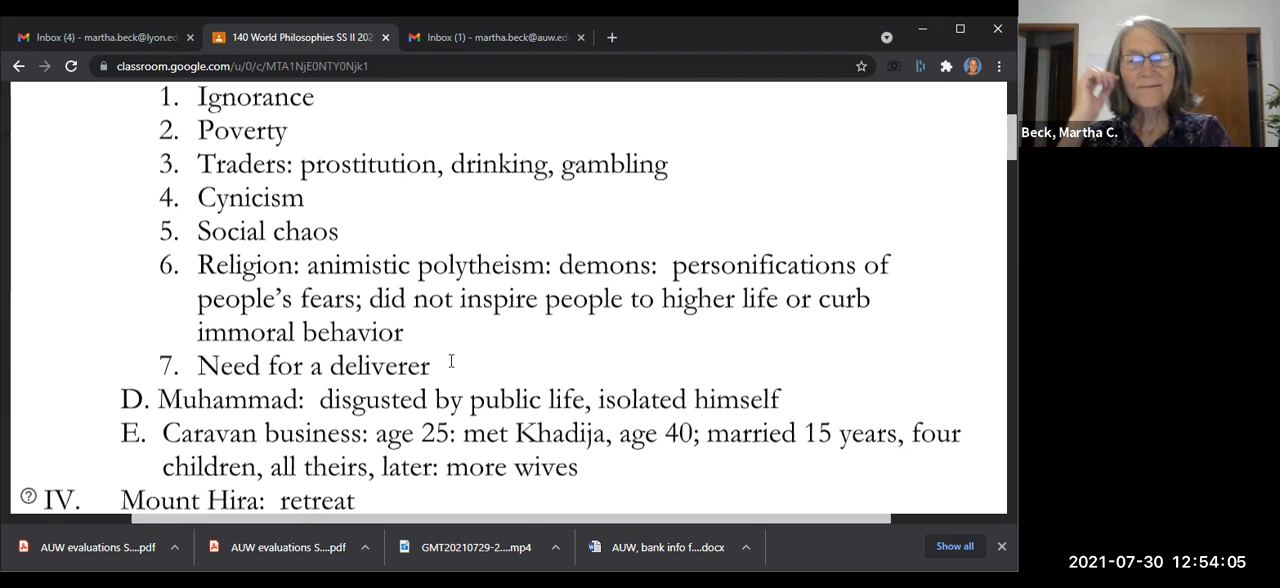 Inbox (4) - martha.beck@lyon.ed
140 World Philosophies SS II 202
Inbox (1) - martha.beck@auw.ed
classroom.google.com/u/0/c/MTA1NjE0NTY0Njk1
Beck, Martha C.
1. Ignorance
2. Poverty
3. Traders: prostitution, drinking, gambling
4. Cynicism
5. Social chaos
6. Religion: animistic polytheism: demons: personifications of
people's fears; did not inspire people to higher life or curb
immoral behavior
7. Need for a deliverer
D. Muhammad: disgusted by public life, isolated himself
E. Caravan business: age 25: met Khadija, age 40; married 15 years, four
children, all theirs, later: more wives
IV. Mount Hira: retreat
AUW evaluations S....pdf
AUW evaluations S....pdf
GMT20210729-2....mp4
AUW, bank info f....docx
Show all
2021-07-30 12:54:05